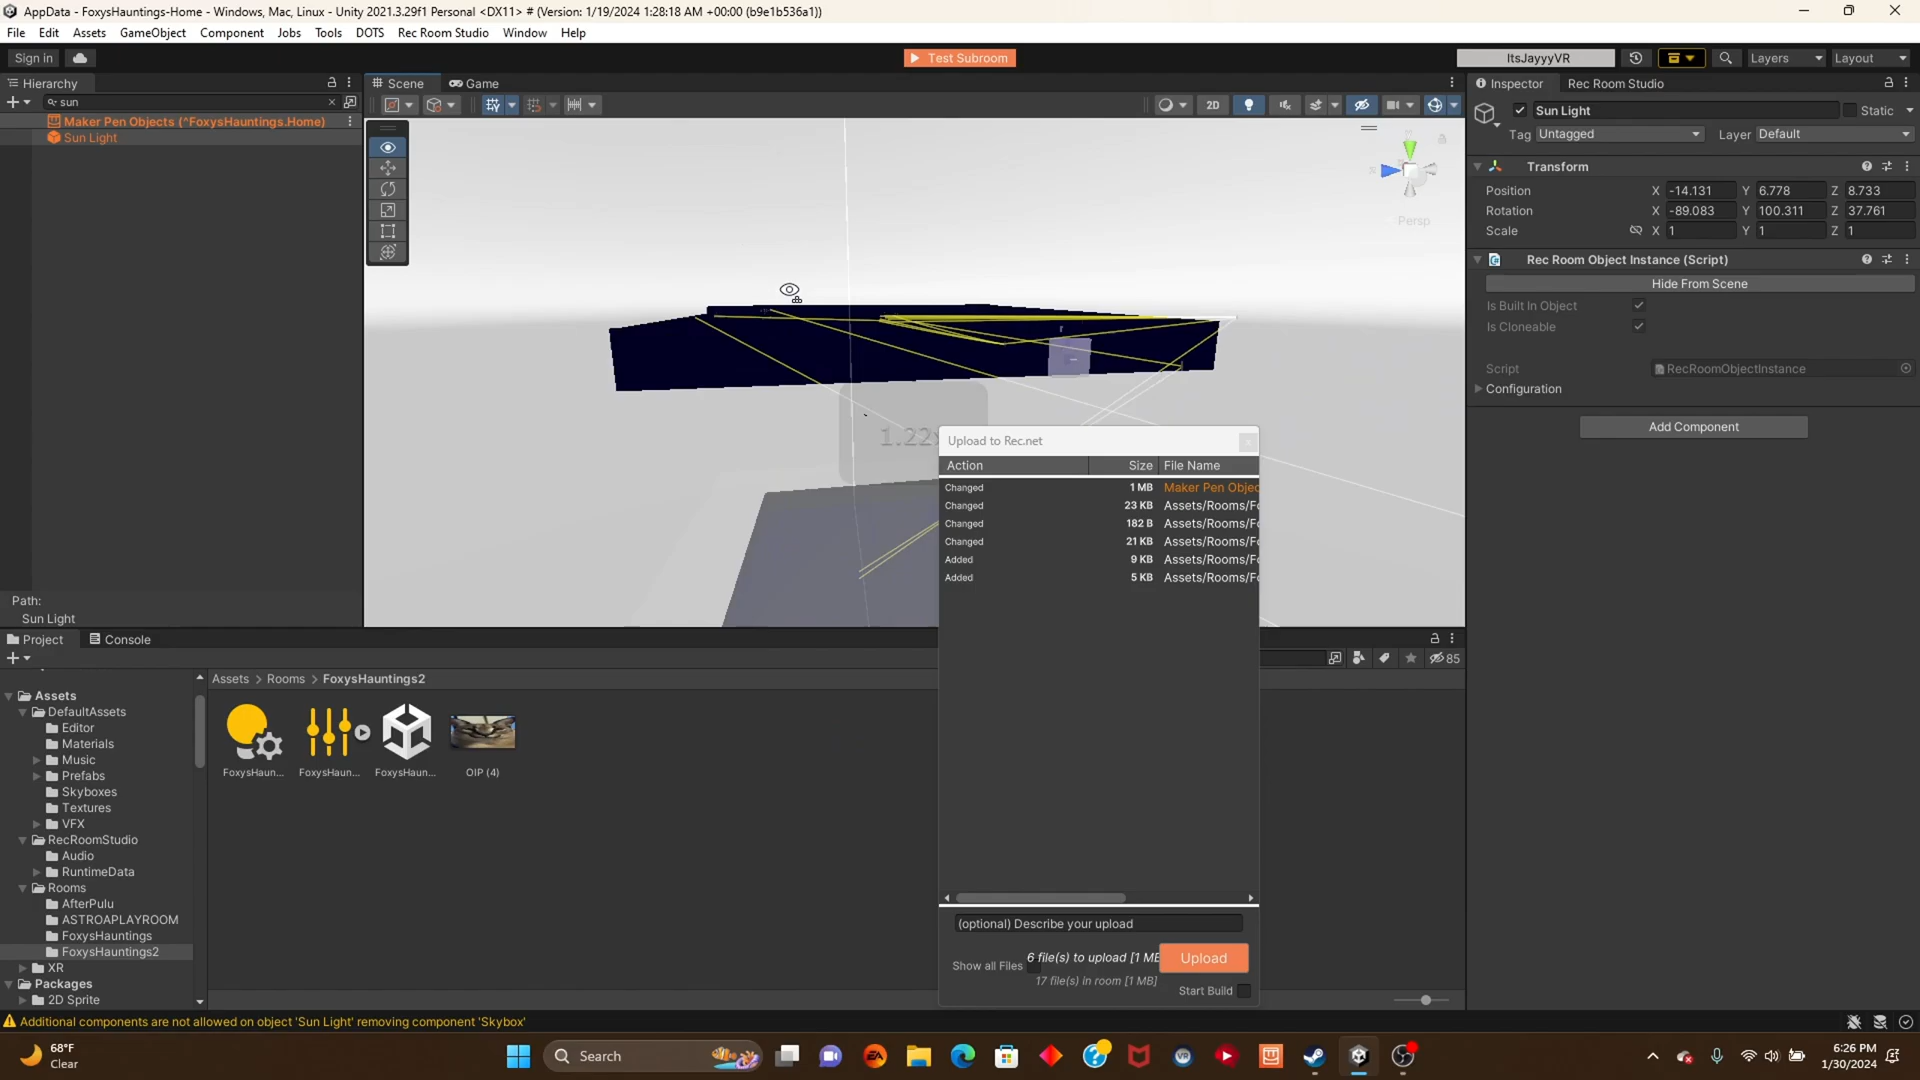 AppData - FoxysHauntings-Home - Windows, Mac, Linux - Unity 2021.3.29f1 Personal <DX11> # (Version: 1/19/2024 1:28:18 AM +00:00 (b9e1b536a1))
File Edit Assets GameObject Component Jobs Tools DOTS Rec Room Studio Window Help
Sign in Test Subroom ItsJayyyVR Layers Layout
Hierarchy
sun
Maker Pen Objects (^FoxysHauntings.Home)
Sun Light
Path:
Sun Light
Scene Game
2D
Persp
1.22
Inspector Rec Room Studio
Sun Light Static
Tag Untagged Layer Default
Transform
Position X -14.131 Y 6.778 Z 8.733
Rotation X -89.083 Y 100.311 Z 37.761
Scale X 1 Y 1 Z 1
Rec Room Object Instance (Script)
Hide From Scene
Is Built In Object
Is Cloneable
Script RecRoomObjectInstance
Configuration
Add Component
Upload to Rec.net
Action Size File Name
Changed 1 MB Maker Pen Objec
Changed 23 KB Assets/Rooms/Fo
Changed 182 B Assets/Rooms/Fo
Changed 21 KB Assets/Rooms/Fo
Added 9 KB Assets/Rooms/Fo
Added 5 KB Assets/Rooms/Fo
(optional) Describe your upload
Show all Files 6 file(s) to upload [1 MB Upload
17 file(s) in room [1 MB]
Start Build
Project Console
85
Assets
DefaultAssets
Editor
Materials
Music
Prefabs
Skyboxes
Textures
VFX
RecRoomStudio
Audio
RuntimeData
Rooms
AfterPulu
ASTROAPLAYROOM
FoxysHauntings
FoxysHauntings2
XR
Packages
2D Sprite
Assets > Rooms > FoxysHauntings2
FoxysHaun... FoxysHaun... FoxysHaun... OIP (4)
Additional components are not allowed on object 'Sun Light' removing component 'Skybox'
68°F
Clear
Search
EA
VR
6:26 PM
1/30/2024